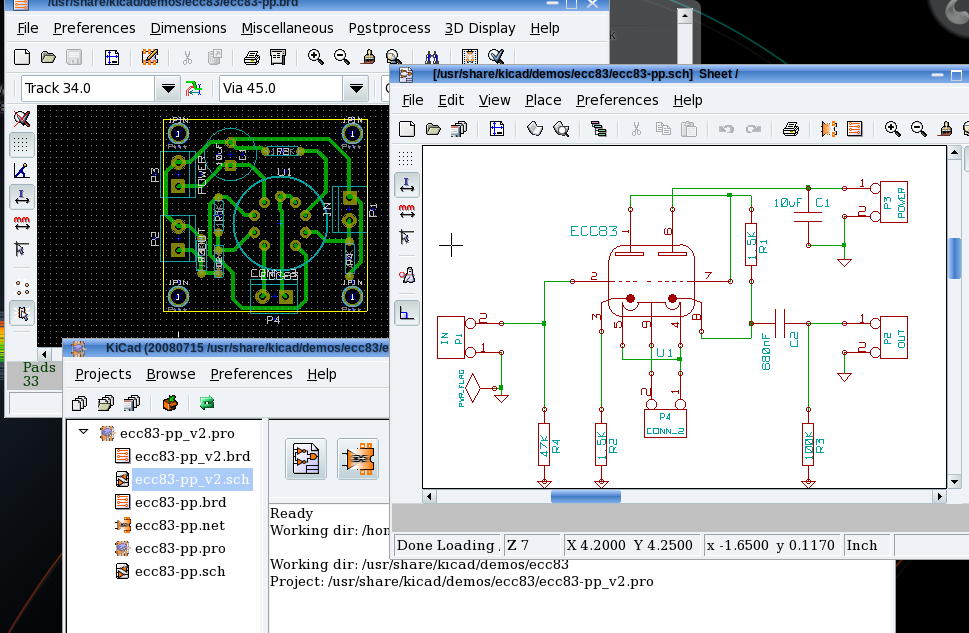 /usr/share/kicad/demos/ecc83/ecc83-pp.brd
File Preferences Dimensions Miscellaneous Postprocess 3D Display Help
Track 34.0
Via 45.0
POWER
P3
P2
U1
IN
P1
CONN_2
P4
Pads
33
[/usr/share/kicad/demos/ecc83/ecc83-pp.sch] Sheet /
File Edit View Place Preferences Help
ECC83
1
6
2
7
3
5
9
4
8
U1
10uF C1
1
2
P3
POWER
1.5K
R1
2
1
IN
P1
PWR_FLAG
680nF
C2
1
2
P2
OUT
2
1
P4
CONN_2
47K
R4
1.5K
R2
100K
R3
Done Loading
Z 7
X 4.2000 Y 4.2500
x -1.6500 y 0.1170
Inch
KiCad (20080715 /usr/share/kicad/demos/ecc83/e
Projects Browse Preferences Help
ecc83-pp_v2.pro
ecc83-pp_v2.brd
ecc83-pp_v2.sch
ecc83-pp.brd
ecc83-pp.net
ecc83-pp.pro
ecc83-pp.sch
Ready
Working dir: /hom
Working dir: /usr/share/kicad/demos/ecc83
Project: /usr/share/kicad/demos/ecc83/ecc83-pp_v2.pro